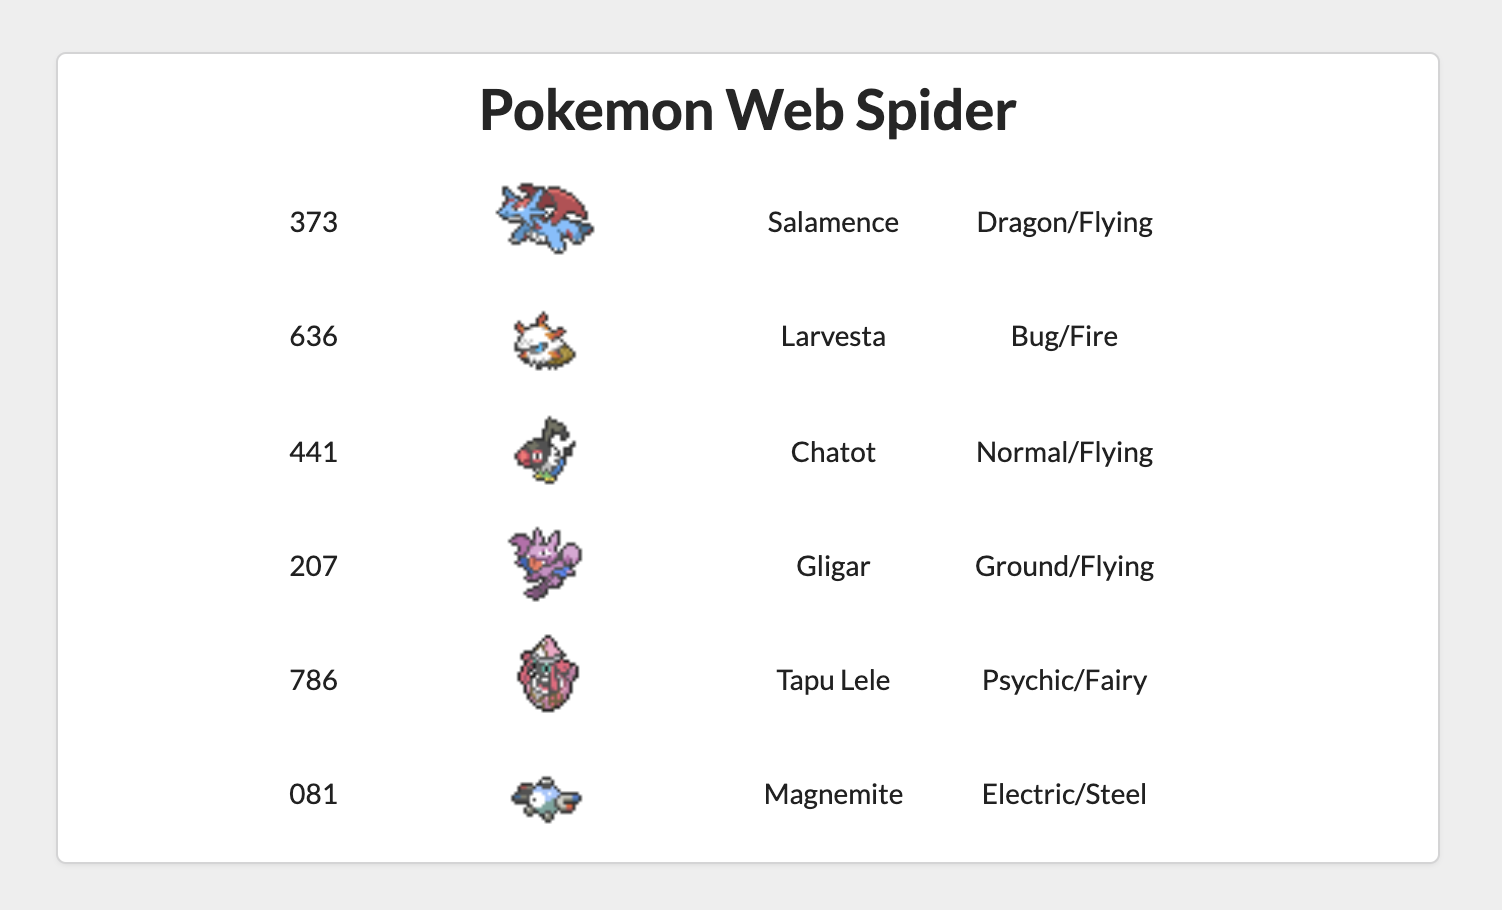 Pokemon Web Spider
373 Salamence Dragon/Flying
636 Larvesta Bug/Fire
441 Chatot Normal/Flying
207 Gligar Ground/Flying
786 Tapu Lele Psychic/Fairy
081 Magnemite Electric/Steel